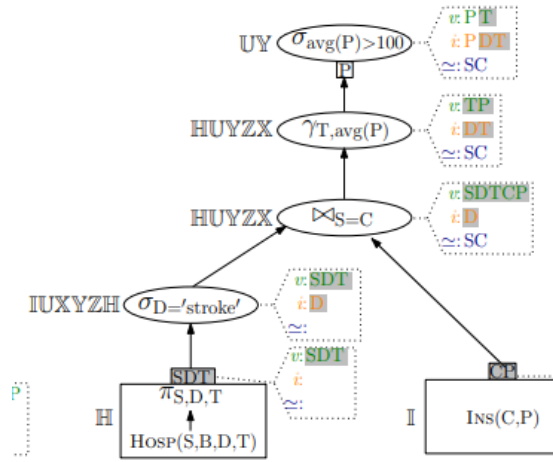 𝕌𝕐 σavg(P)>100 v: P T
P i: P DT
≃: SC
ℍ𝕌𝕐ℤ𝕏 γT,avg(P) v: TP
i: DT
≃: SC
ℍ𝕌𝕐ℤ𝕏 ⋈S=C v: SDTCP
i: D
≃: SC
𝕀𝕌𝕏𝕐ℤℍ σD='stroke' v: SDT
i: D
≃:
SDT v: SDT
i:
≃:
CP
P ℍ πS,D,T
HOSP(S,B,D,T)
𝕀 INS(C,P)